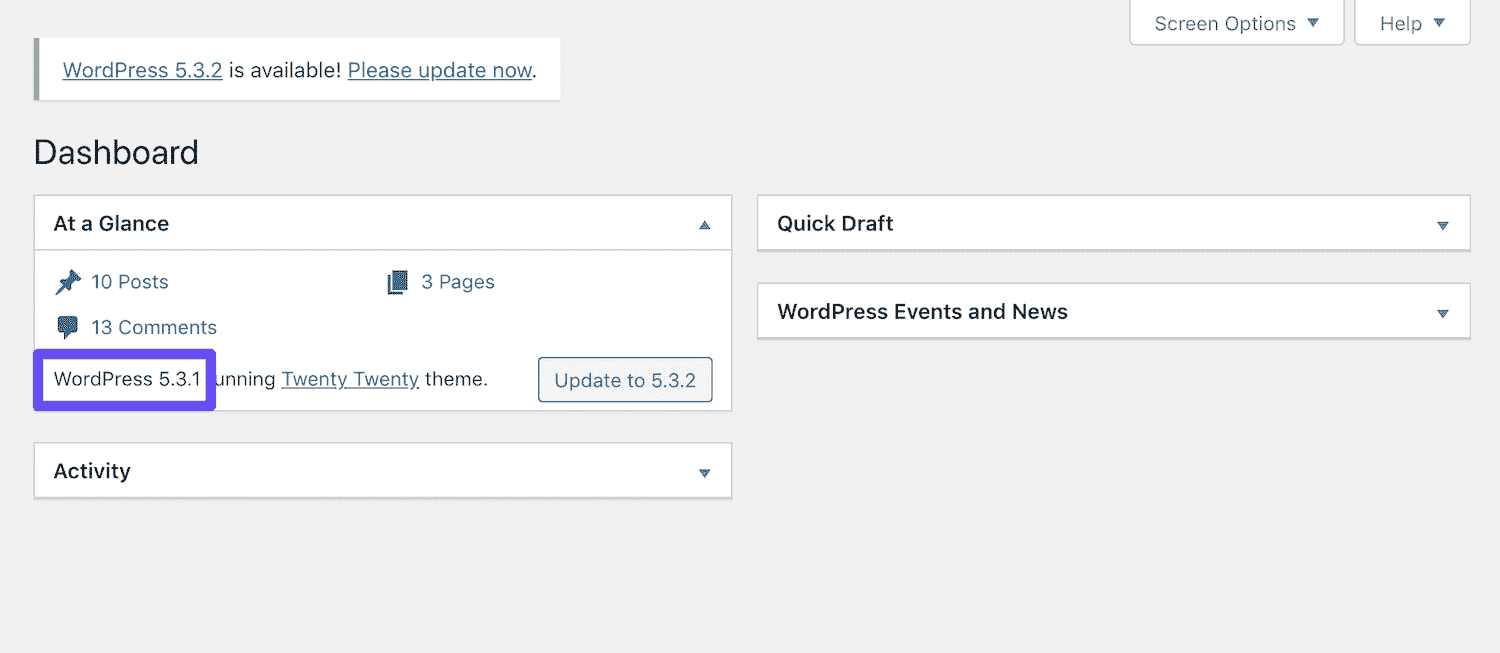 Screen Options
Help
WordPress 5.3.2 is available! Please update now.
Dashboard
At a Glance
10 Posts
3 Pages
13 Comments
WordPress 5.3.1 unning Twenty Twenty theme.
Update to 5.3.2
Activity
Quick Draft
WordPress Events and News